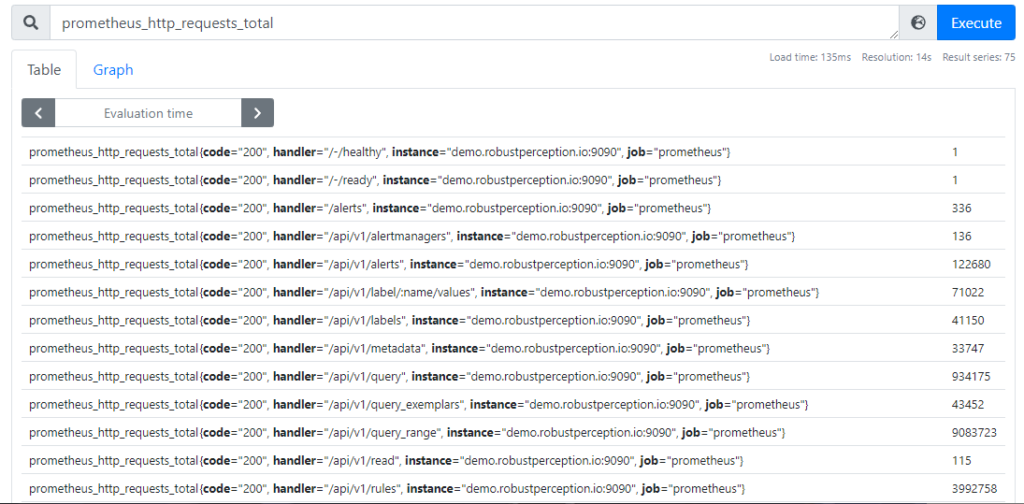 prometheus_http_requests_total
Execute
Load time: 135ms Resolution: 14s Result series: 75
Table Graph
Evaluation time
prometheus_http_requests_total{code="200", handler="/-/healthy", instance="demo.robustperception.io:9090", job="prometheus"} 1
prometheus_http_requests_total{code="200", handler="/-/ready", instance="demo.robustperception.io:9090", job="prometheus"} 1
prometheus_http_requests_total{code="200", handler="/alerts", instance="demo.robustperception.io:9090", job="prometheus"} 336
prometheus_http_requests_total{code="200", handler="/api/v1/alertmanagers", instance="demo.robustperception.io:9090", job="prometheus"} 136
prometheus_http_requests_total{code="200", handler="/api/v1/alerts", instance="demo.robustperception.io:9090", job="prometheus"} 122680
prometheus_http_requests_total{code="200", handler="/api/v1/label/:name/values", instance="demo.robustperception.io:9090", job="prometheus"} 71022
prometheus_http_requests_total{code="200", handler="/api/v1/labels", instance="demo.robustperception.io:9090", job="prometheus"} 41150
prometheus_http_requests_total{code="200", handler="/api/v1/metadata", instance="demo.robustperception.io:9090", job="prometheus"} 33747
prometheus_http_requests_total{code="200", handler="/api/v1/query", instance="demo.robustperception.io:9090", job="prometheus"} 934175
prometheus_http_requests_total{code="200", handler="/api/v1/query_exemplars", instance="demo.robustperception.io:9090", job="prometheus"} 43452
prometheus_http_requests_total{code="200", handler="/api/v1/query_range", instance="demo.robustperception.io:9090", job="prometheus"} 9083723
prometheus_http_requests_total{code="200", handler="/api/v1/read", instance="demo.robustperception.io:9090", job="prometheus"} 115
prometheus_http_requests_total{code="200", handler="/api/v1/rules", instance="demo.robustperception.io:9090", job="prometheus"} 3992758